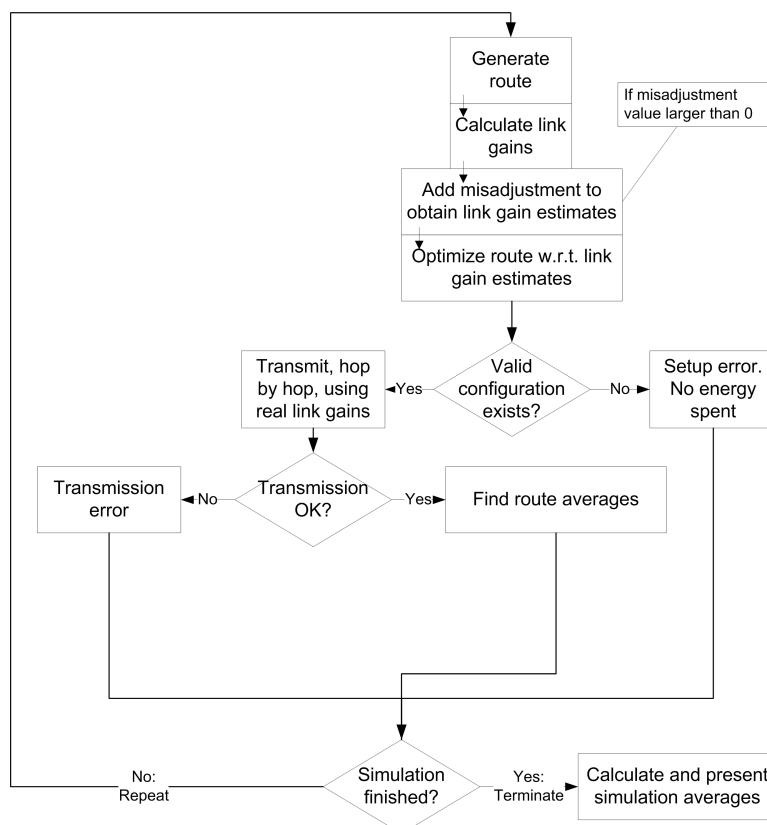 Generate
route
If misadjustment
value larger than 0
Calculate link
gains
Add misadjustment to
obtain link gain estimates
Optimize route w.r.t. link
gain estimates
Transmit, hop
by hop, using
real link gains
Yes
Valid
configuration
exists?
No
Setup error.
No energy
spent
Transmission
error
No
Transmission
OK?
Yes
Find route averages
No:
Repeat
Simulation
finished?
Yes:
Terminate
Calculate and present
simulation averages